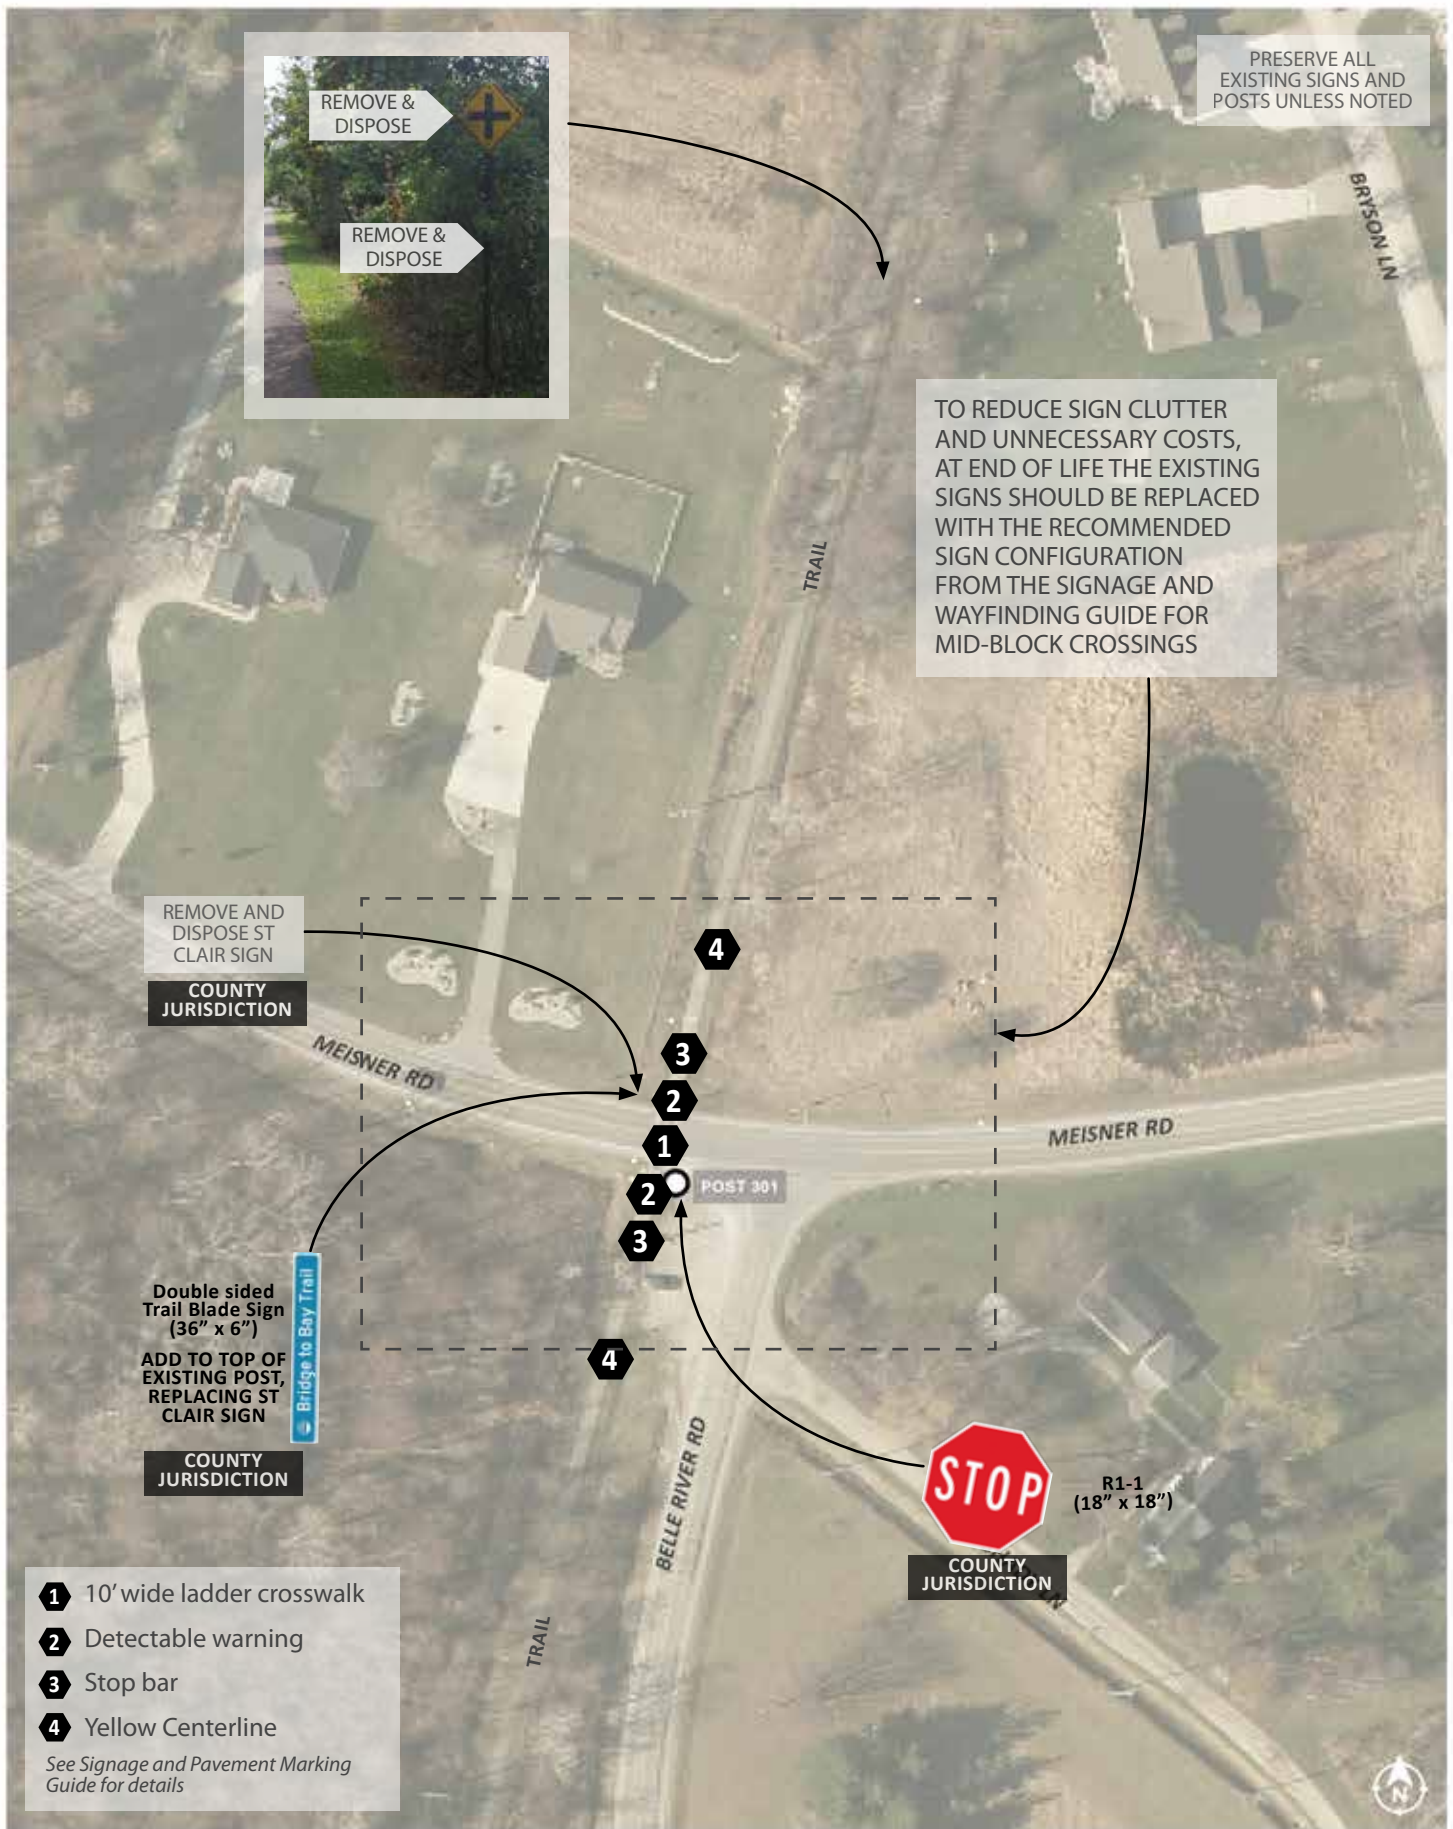 REMOVE &
DISPOSE
REMOVE &
DISPOSE
PRESERVE ALL
EXISTING SIGNS AND
POSTS UNLESS NOTED
BRYSON LN
TO REDUCE SIGN CLUTTER
AND UNNECESSARY COSTS,
AT END OF LIFE THE EXISTING
SIGNS SHOULD BE REPLACED
WITH THE RECOMMENDED
SIGN CONFIGURATION
FROM THE SIGNAGE AND
WAYFINDING GUIDE FOR
MID-BLOCK CROSSINGS
TRAIL
REMOVE AND
DISPOSE ST
CLAIR SIGN
COUNTY
JURISDICTION
4
MEISNER RD
3
2
1
MEISNER RD
2
POST 301
3
Double sided
Trail Blade Sign
(36” x 6”)
ADD TO TOP OF
EXISTING POST,
REPLACING ST
CLAIR SIGN
Bridge to Bay Trail
COUNTY
JURISDICTION
4
BELLE RIVER RD
STOP
R1-1
(18” x 18”)
COUNTY
JURISDICTION
LN
TRAIL
1 10’ wide ladder crosswalk
2 Detectable warning
3 Stop bar
4 Yellow Centerline
See Signage and Pavement Marking
Guide for details
N